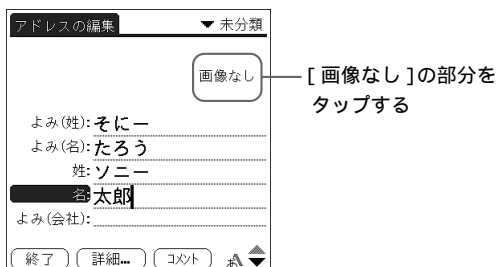 アドレスの編集 ▼ 未分類
画像なし
[ 画像なし ]の部分を
タップする
よみ(姓): そにー
よみ(名): たろう
姓: ソニー
名: 太郎
よみ(会社):
終了 詳細... コメント あ